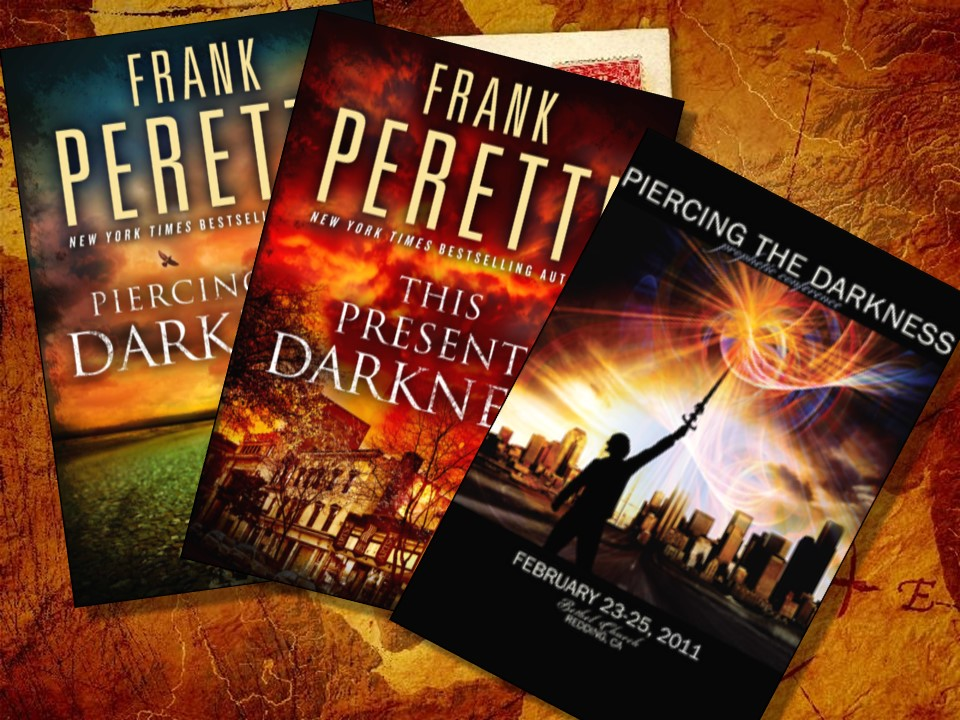 FRANK
PERETT
NEW YORK TIMES BESTSELLI
PIERCING
DARK
FRANK
PERETTI
NEW YORK TIMES BESTSELLING AUT
THIS
PRESENT
DARKNE
PIERCING THE DARKNESS
prophetic conference
FEBRUARY 23-25, 2011
Bethel Church
REDDING, CA
E